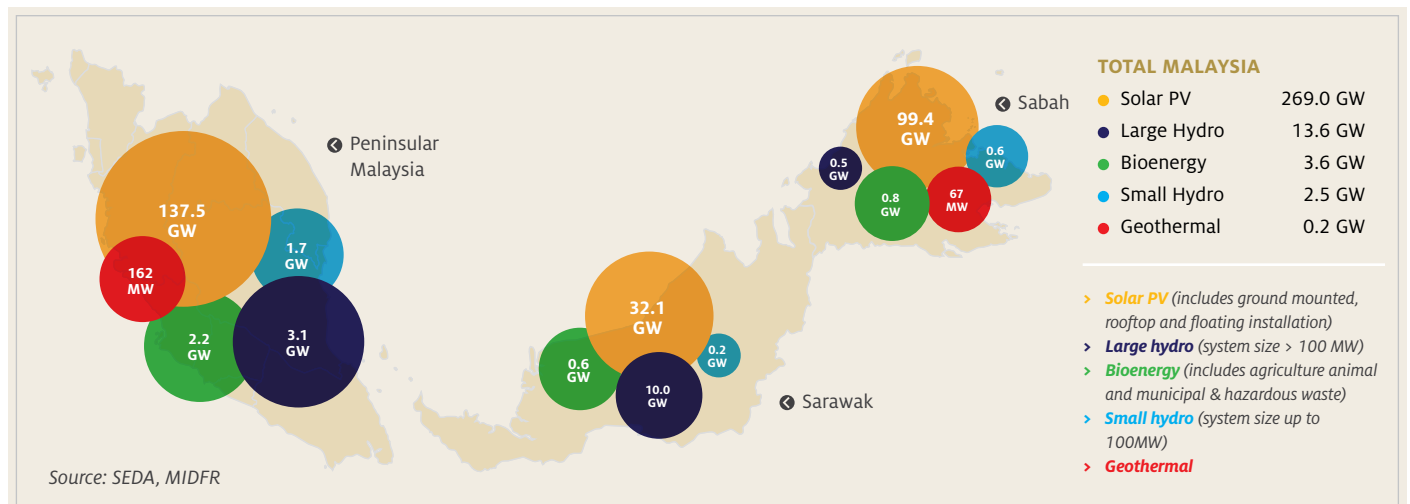 Peninsular
Malaysia
137.5
GW
1.7
GW
162
MW
2.2
GW
3.1
GW
Sarawak
32.1
GW
0.6
GW
0.2
GW
10.0
GW
Sabah
99.4
GW
0.5
GW
0.6
GW
0.8
GW
67
MW
TOTAL MALAYSIA
Solar PV 269.0 GW
Large Hydro 13.6 GW
Bioenergy 3.6 GW
Small Hydro 2.5 GW
Geothermal 0.2 GW
> Solar PV (includes ground mounted,
rooftop and floating installation)
> Large hydro (system size > 100 MW)
> Bioenergy (includes agriculture animal
and municipal & hazardous waste)
> Small hydro (system size up to
100MW)
> Geothermal
Source: SEDA, MIDFR